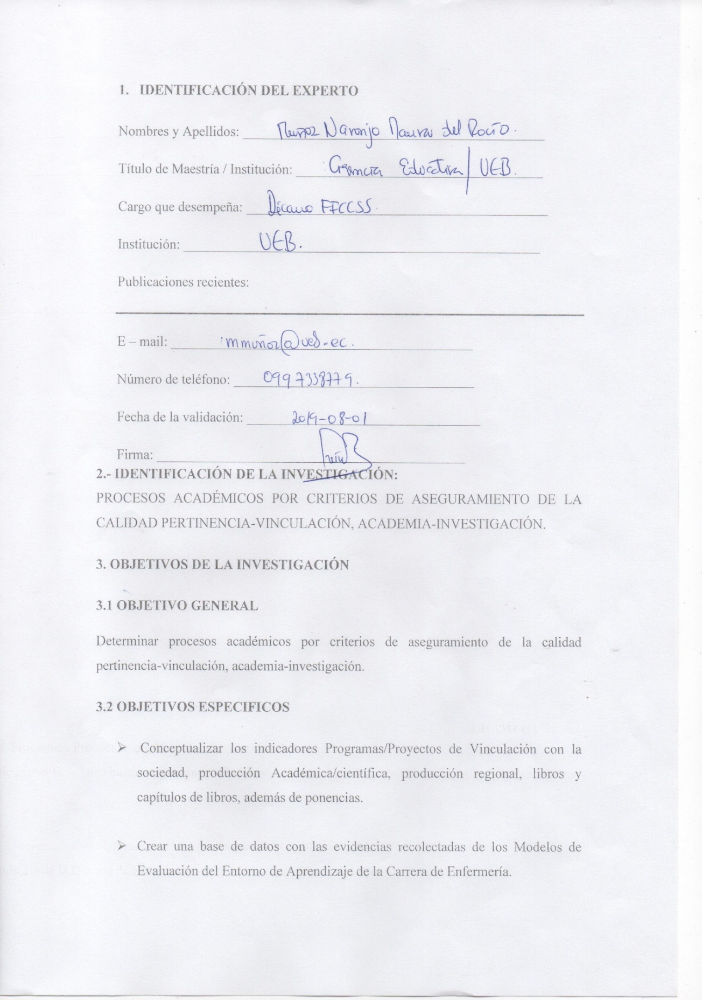 1. IDENTIFICACIÓN DEL EXPERTO
Nombres y Apellidos: Muñoz Naranjo Maura del Rocío.
Título de Maestría / Institución: Gerencia Educativa / UEB.
Cargo que desempeña: Decano FFCCSS.
Institución: UEB.
Publicaciones recientes:
E – mail: mmuñoz@ueb.ec.
Número de teléfono: 0997338779.
Fecha de la validación: 2019-08-01
Firma:
2.- IDENTIFICACIÓN DE LA INVESTIGACIÓN:
PROCESOS ACADÉMICOS POR CRITERIOS DE ASEGURAMIENTO DE LA
CALIDAD PERTINENCIA-VINCULACIÓN, ACADEMIA-INVESTIGACIÓN.
3. OBJETIVOS DE LA INVESTIGACIÓN
3.1 OBJETIVO GENERAL
Determinar procesos académicos por criterios de aseguramiento de la calidad
pertinencia-vinculación, academia-investigación.
3.2 OBJETIVOS ESPECIFICOS
➢ Conceptualizar los indicadores Programas/Proyectos de Vinculación con la
sociedad, producción Académica/científica, producción regional, libros y
capítulos de libros, además de ponencias.
➢ Crear una base de datos con las evidencias recolectadas de los Modelos de
Evaluación del Entorno de Aprendizaje de la Carrera de Enfermería.